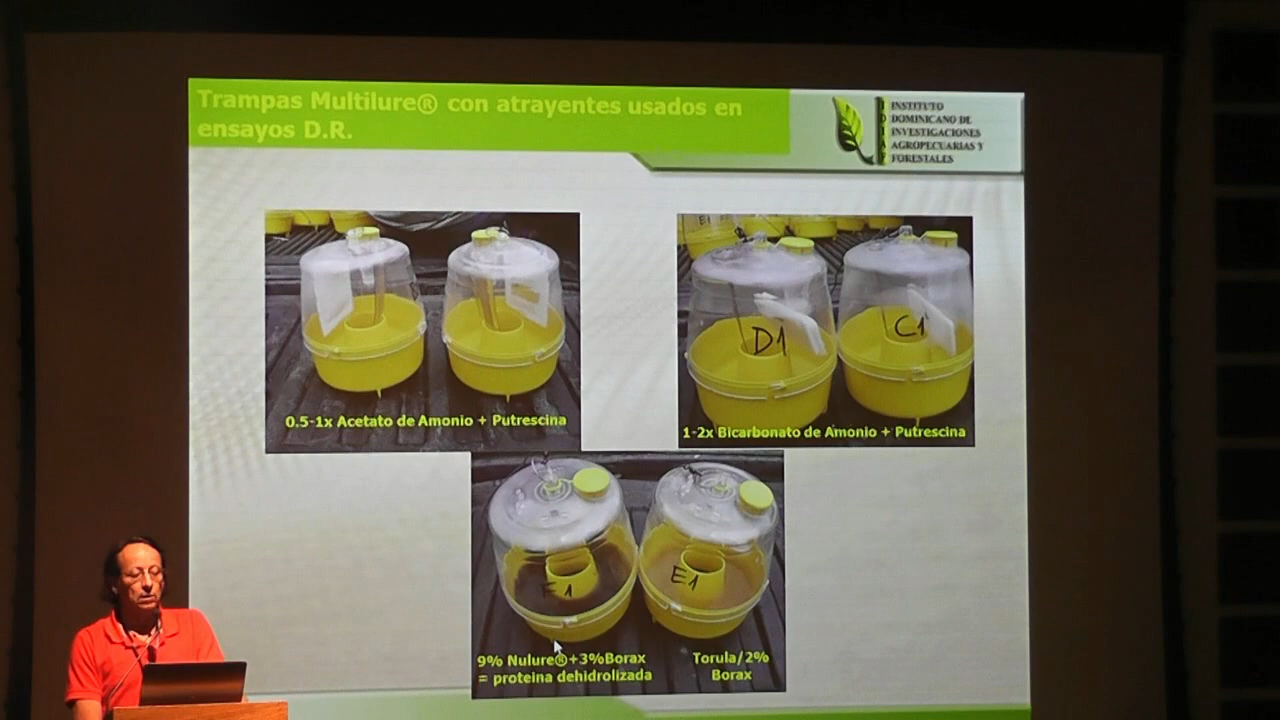 Trampas Multilure® con atrayentes usados en
ensayos D.R.
IDIAF
INSTITUTO
DOMINICANO DE
INVESTIGACIONES
AGROPECUARIAS Y
FORESTALES
0.5-1x Acetato de Amonio + Putrescina
D1
C1
1-2x Bicarbonato de Amonio + Putrescina
F1
E1
9% Nulure®+3%Borax
= proteina dehidrolizada
Torula/2%
Borax